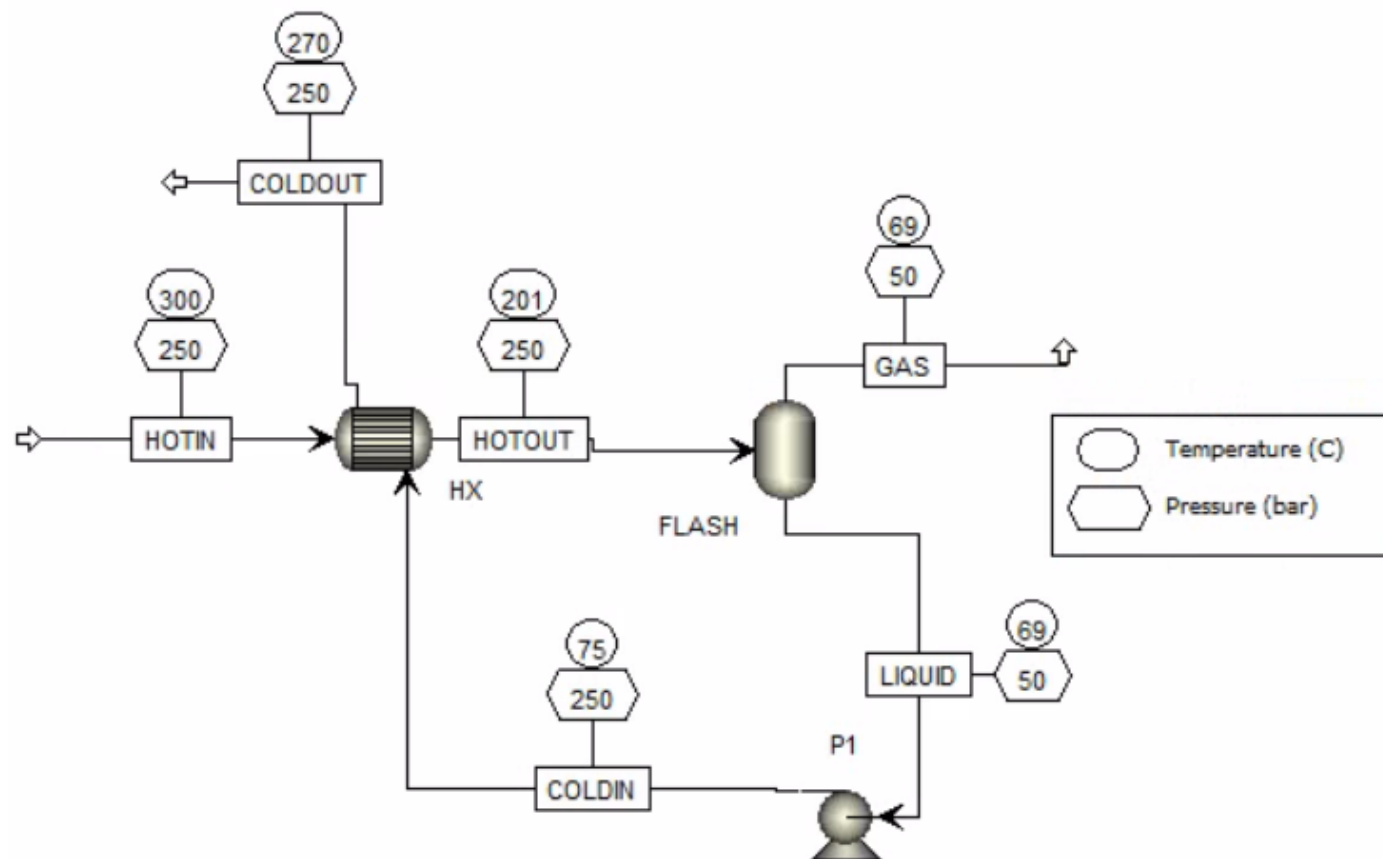 270
250
COLDOUT
69
50
GAS
300
250
HOTIN
201
250
HOTOUT
HX
FLASH
Temperature (C)
Pressure (bar)
75
250
COLDIN
69
50
LIQUID
P1